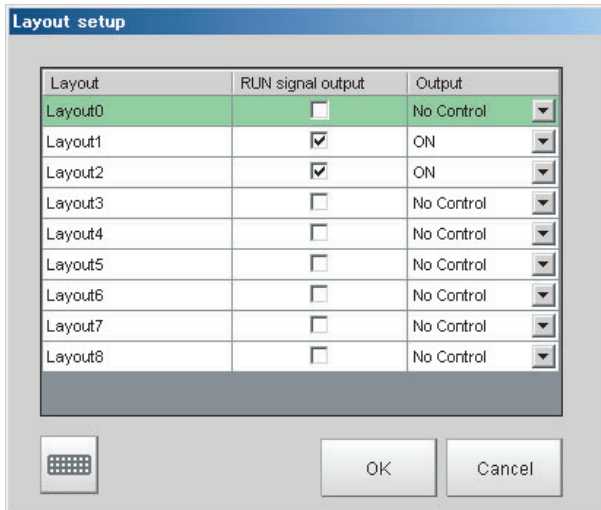 Layout setup
Layout RUN signal output Output
Layout0 No Control
Layout1 ON
Layout2 ON
Layout3 No Control
Layout4 No Control
Layout5 No Control
Layout6 No Control
Layout7 No Control
Layout8 No Control
OK Cancel